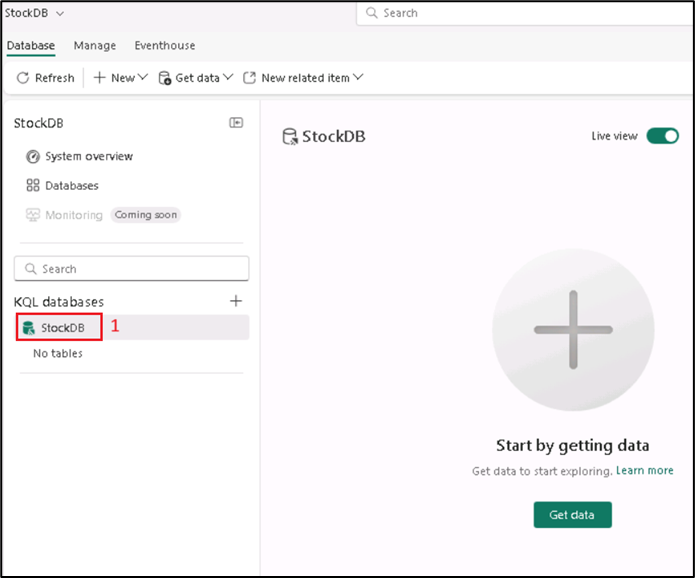 StockDB
Search
Database Manage Eventhouse
Refresh New Get data New related item
StockDB
System overview
Databases
Monitoring Coming soon
Search
KQL databases
StockDB 1
No tables
StockDB
Live view
Start by getting data
Get data to start exploring. Learn more
Get data